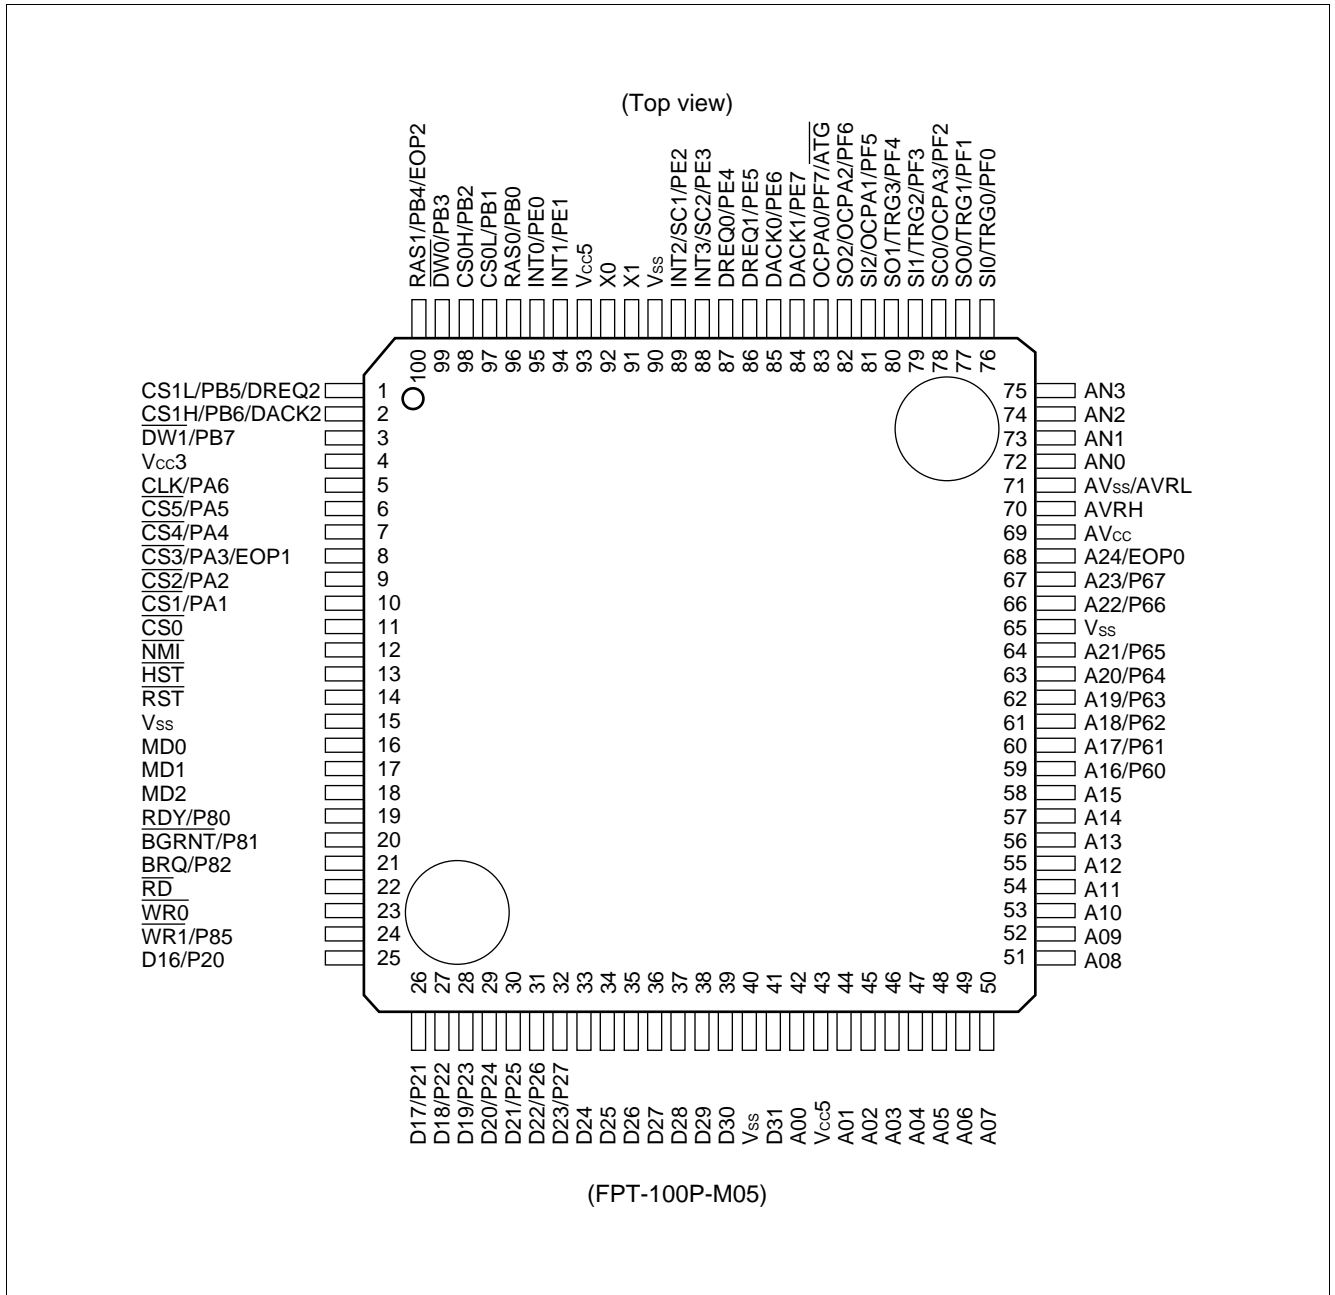 (Top view)
RAS1/PB4/EOP2
DW0/PB3
CS0H/PB2
CS0L/PB1
RAS0/PB0
INT0/PE0
INT1/PE1
Vcc5
X0
X1
Vss
INT2/SC1/PE2
INT3/SC2/PE3
DREQ0/PE4
DREQ1/PE5
DACK0/PE6
DACK1/PE7
OCPA0/PF7/ATG
SO2/OCPA2/PF6
SI2/OCPA1/PF5
SO1/TRG3/PF4
SI1/TRG2/PF3
SC0/OCPA3/PF2
SO0/TRG1/PF1
SI0/TRG0/PF0
100 99 98 97 96 95 94 93 92 91 90 89 88 87 86 85 84 83 82 81 80 79 78 77 76
CS1L/PB5/DREQ2 1
CS1H/PB6/DACK2 2
DW1/PB7 3
Vcc3 4
CLK/PA6 5
CS5/PA5 6
CS4/PA4 7
CS3/PA3/EOP1 8
CS2/PA2 9
CS1/PA1 10
CS0 11
NMI 12
HST 13
RST 14
Vss 15
MD0 16
MD1 17
MD2 18
RDY/P80 19
BGRNT/P81 20
BRQ/P82 21
RD 22
WR0 23
WR1/P85 24
D16/P20 25
75 AN3
74 AN2
73 AN1
72 AN0
71 AVss/AVRL
70 AVRH
69 AVcc
68 A24/EOP0
67 A23/P67
66 A22/P66
65 Vss
64 A21/P65
63 A20/P64
62 A19/P63
61 A18/P62
60 A17/P61
59 A16/P60
58 A15
57 A14
56 A13
55 A12
54 A11
53 A10
52 A09
51 A08
26 27 28 29 30 31 32 33 34 35 36 37 38 39 40 41 42 43 44 45 46 47 48 49 50
D17/P21
D18/P22
D19/P23
D20/P24
D21/P25
D22/P26
D23/P27
D24
D25
D26
D27
D28
D29
D30
Vss
D31
A00
Vcc5
A01
A02
A03
A04
A05
A06
A07
(FPT-100P-M05)